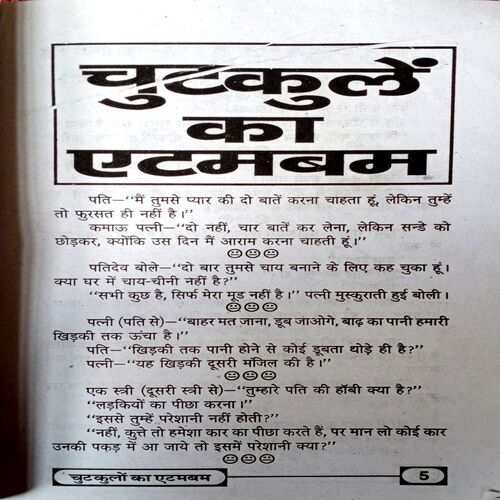 चुटकुलें
का
एटमबम
पति—‘‘मैं तुमसे प्यार की दो बातें करना चाहता हूं, लेकिन तुम्हें
तो फुरसत ही नहीं है।’’
कमाऊ पत्नी—‘‘दो नहीं, चार बातें कर लेना, लेकिन सन्डे को
छोड़कर, क्योंकि उस दिन मैं आराम करना चाहती हूं।’’
पतिदेव बोले—‘‘दो बार तुमसे चाय बनाने के लिए कह चुका हूं।
क्या घर में चाय-चीनी नहीं है?’’
‘‘सभी कुछ है, सिर्फ मेरा मूड नहीं है।’’ पत्नी मुस्कुराती हुई बोली।
पत्नी (पति से)—‘‘बाहर मत जाना, डूब जाओगे, बाढ़ का पानी हमारी
खिड़की तक ऊंचा है।’’
पति—‘‘खिड़की तक पानी होने से कोई डूबता थोड़े ही है?’’
पत्नी—‘‘यह खिड़की दूसरी मंजिल की है।’’
एक स्त्री (दूसरी स्त्री से)—‘‘तुम्हारे पति की हॉबी क्या है?’’
‘‘लड़कियों का पीछा करना।’’
‘‘इससे तुम्हें परेशानी नहीं होती?’’
‘‘नहीं, कुत्ते तो हमेशा कार का पीछा करते हैं, पर मान लो कोई कार
उनकी पकड़ में आ जाये तो इसमें परेशानी क्या?’’
चुटकुलों का एटमबम
5